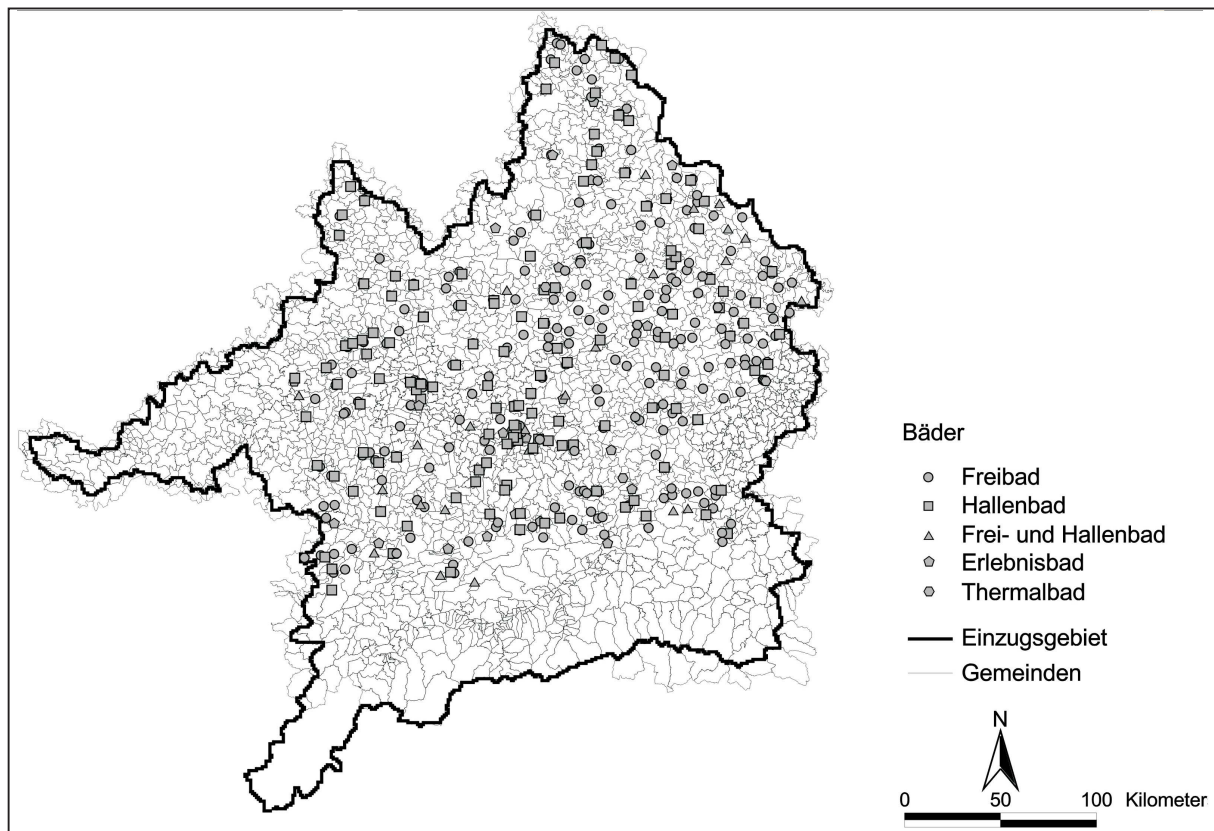 Bäder
Freibad
Hallenbad
Frei- und Hallenbad
Erlebnisbad
Thermalbad
Einzugsgebiet
Gemeinden
N
0 50 100 Kilometer